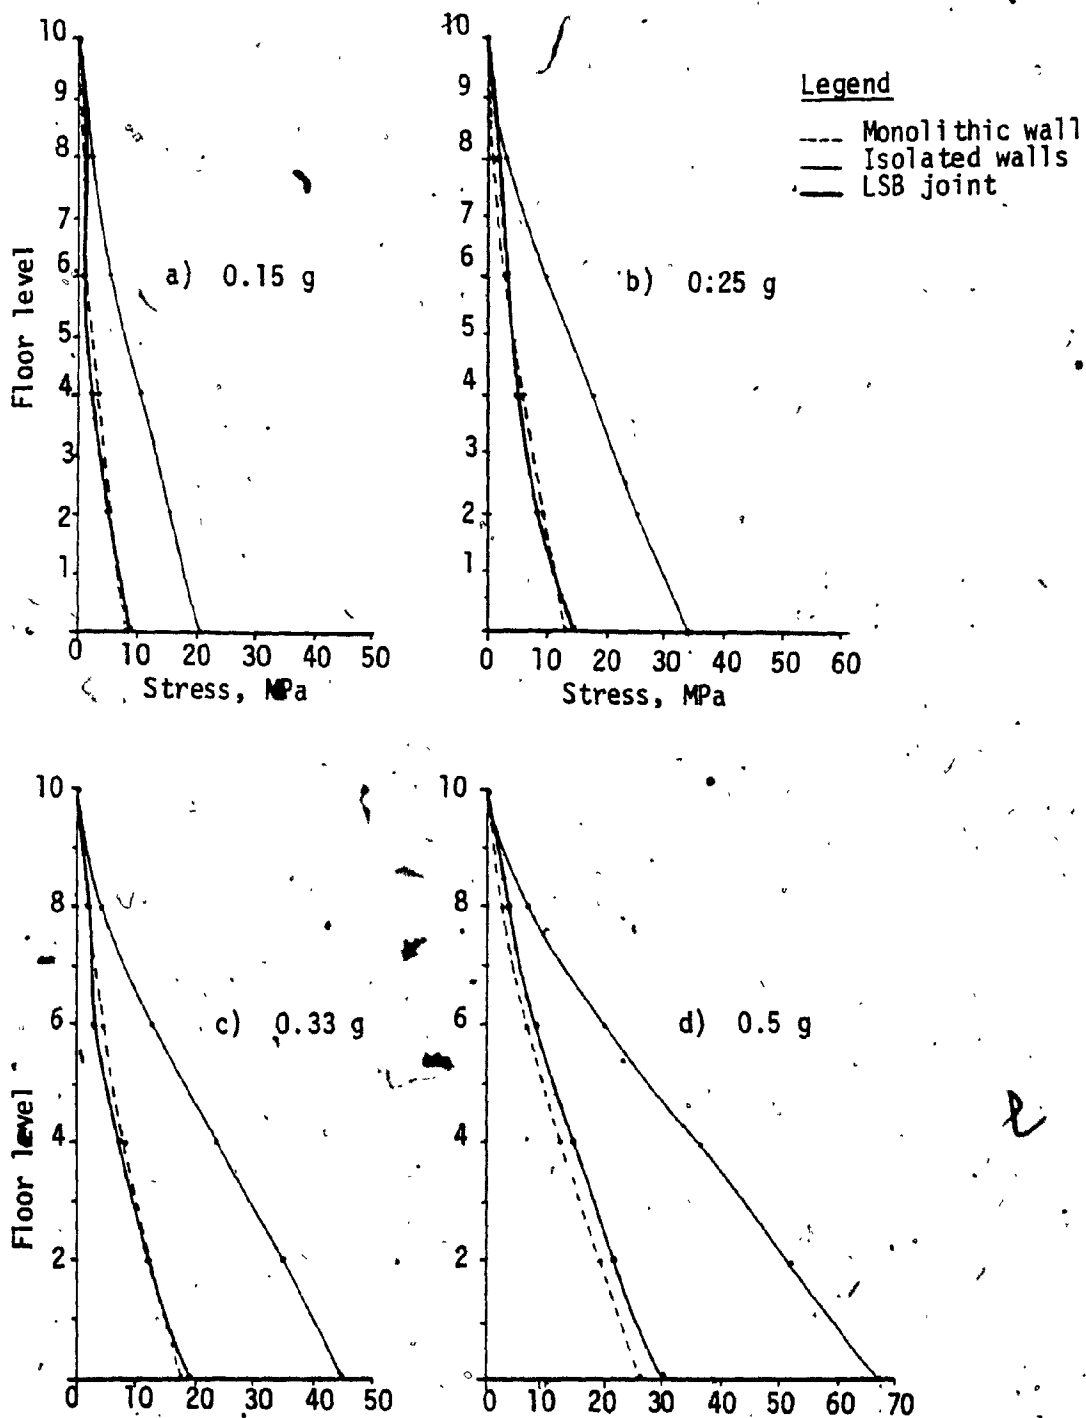 10
9
8
7
6
5
4
3
2
1
Floor level
a) 0.15 g
0 10 20 30 40 50
Stress, MPa
10
9
8
7
6
5
4
3
2
1
b) 0:25 g
0 10 20 30 40 50 60
Stress, MPa
Legend
Monolithic wall
Isolated walls
LSB joint
10
8
6
4
2
Floor level
c) 0.33 g
0 10 20 30 40 50
10
8
6
4
2
d) 0.5 g
0 10 20 30 40 50 60 70